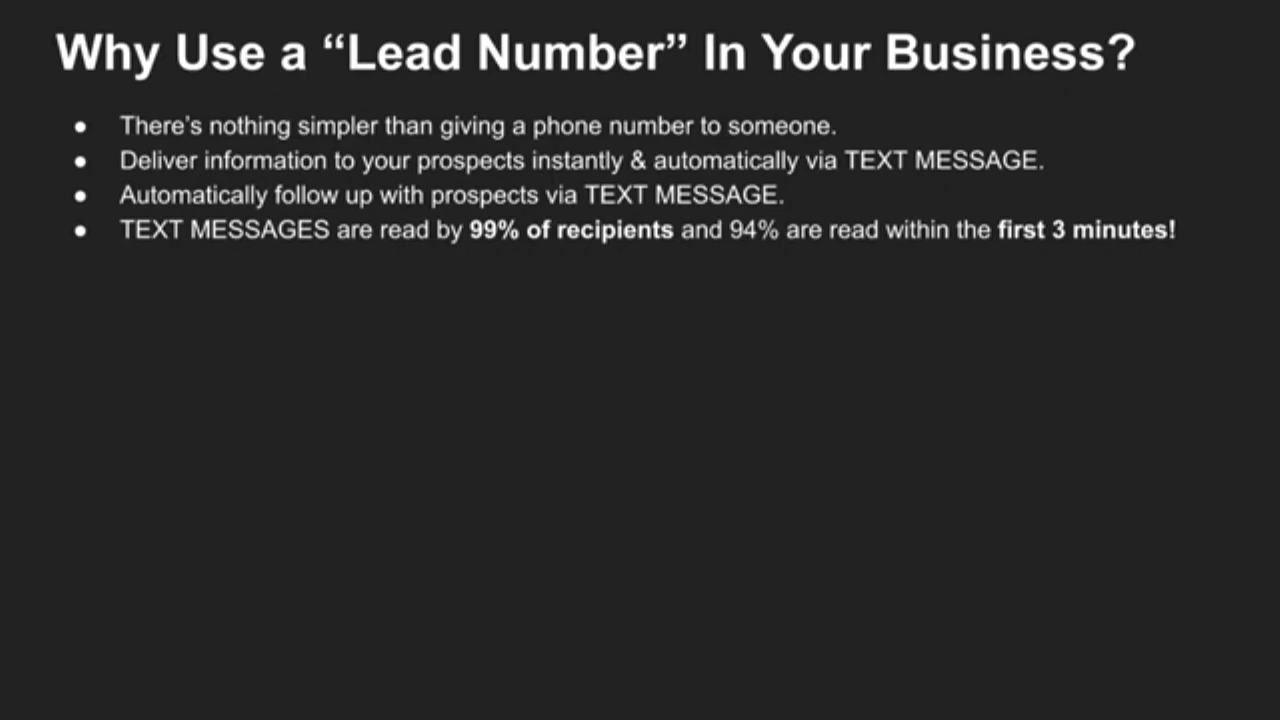 Why Use a “Lead Number” In Your Business?
● There’s nothing simpler than giving a phone number to someone.
● Deliver information to your prospects instantly & automatically via TEXT MESSAGE.
● Automatically follow up with prospects via TEXT MESSAGE.
● TEXT MESSAGES are read by 99% of recipients and 94% are read within the first 3 minutes!